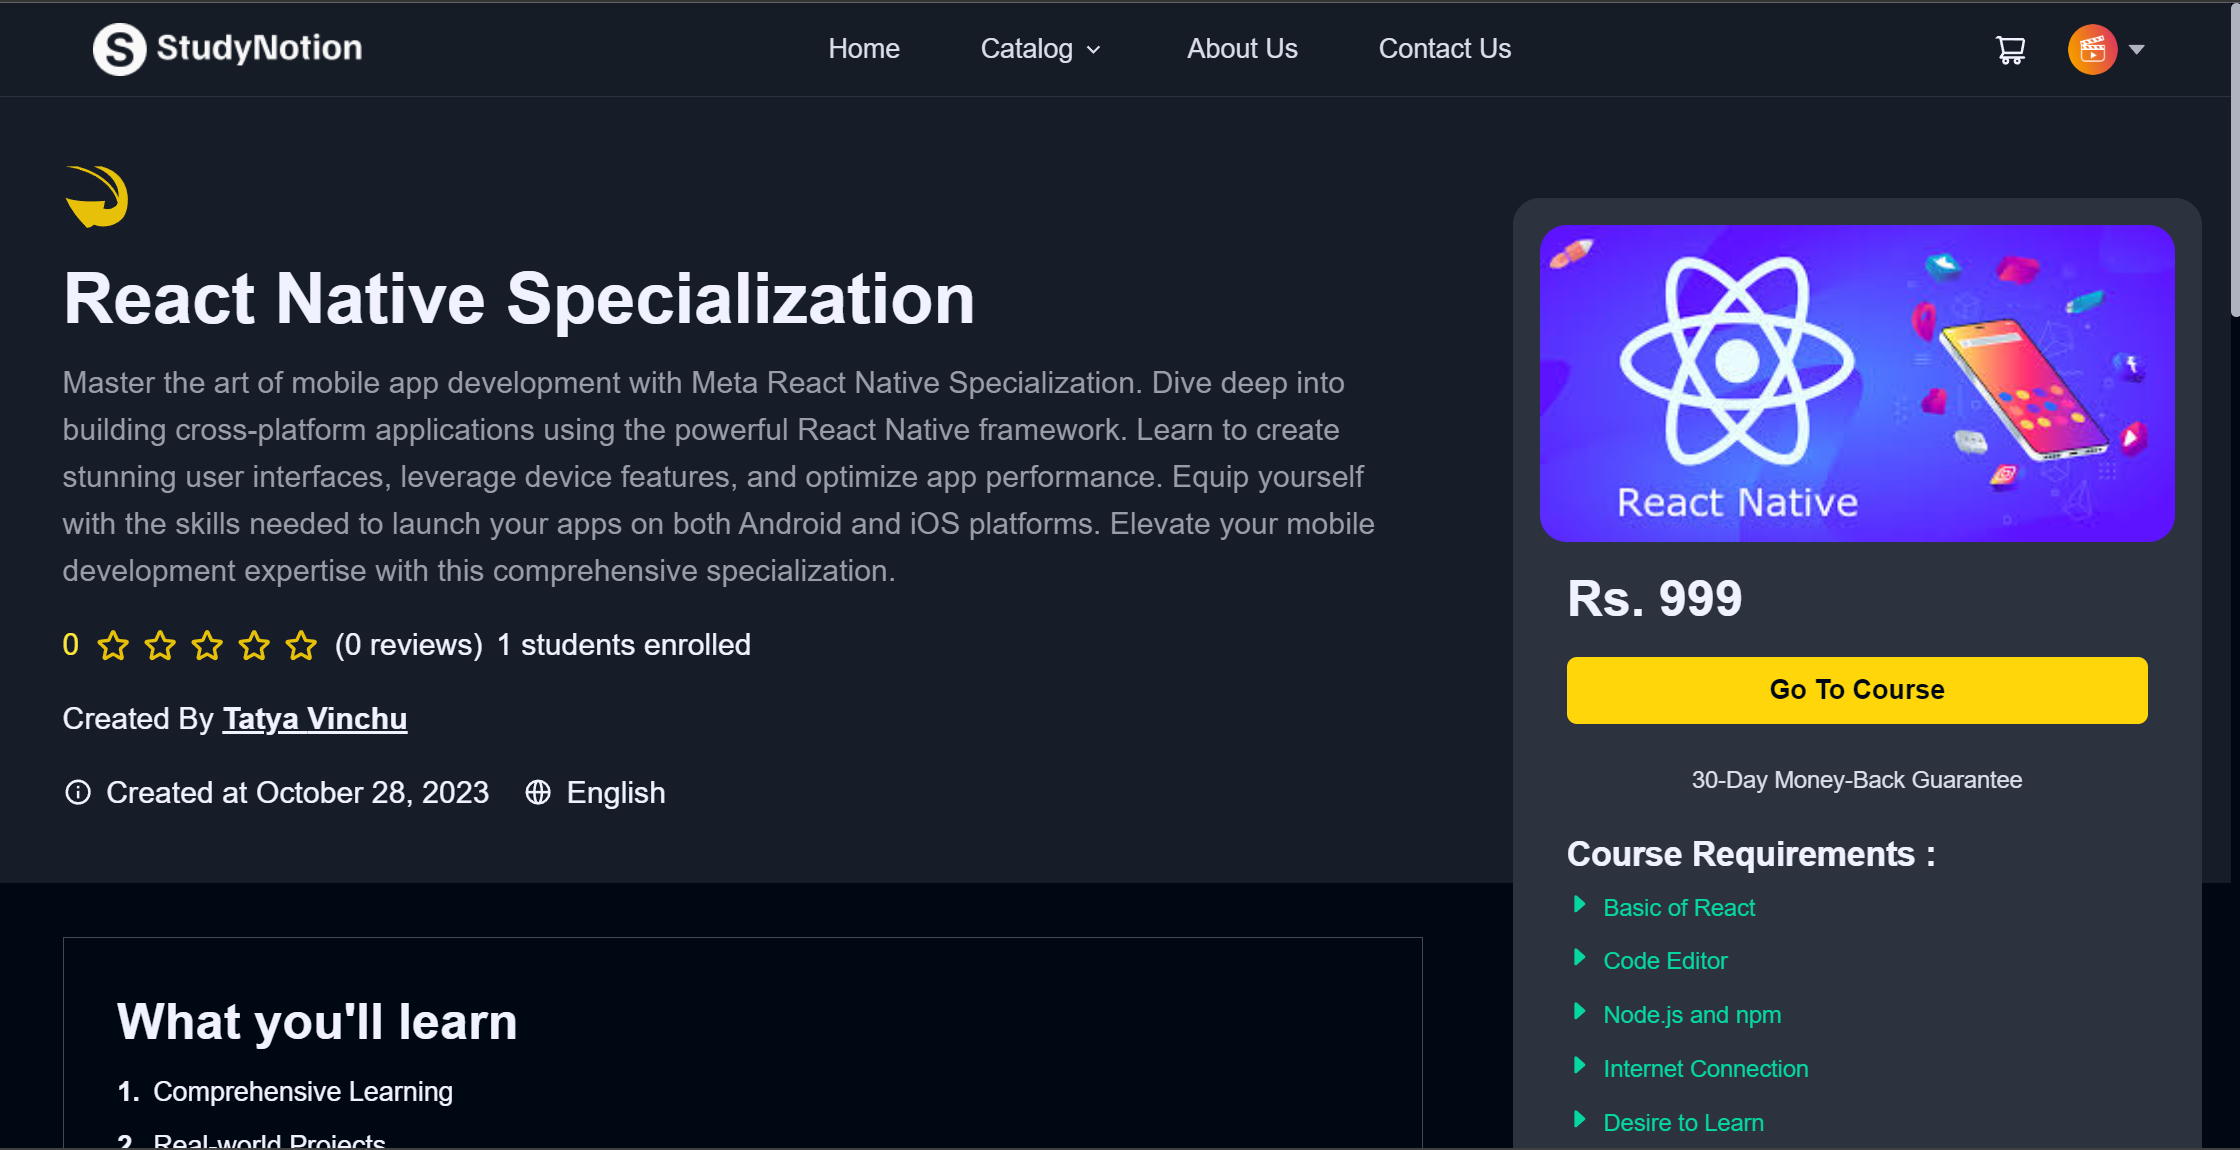 StudyNotion
Home
Catalog
About Us
Contact Us
React Native Specialization
Master the art of mobile app development with Meta React Native Specialization. Dive deep into
building cross-platform applications using the powerful React Native framework. Learn to create
stunning user interfaces, leverage device features, and optimize app performance. Equip yourself
with the skills needed to launch your apps on both Android and iOS platforms. Elevate your mobile
development expertise with this comprehensive specialization.
0 (0 reviews) 1 students enrolled
Created By Tatya Vinchu
Created at October 28, 2023 English
What you'll learn
1. Comprehensive Learning
2. Real-world Projects
React Native
Rs. 999
Go To Course
30-Day Money-Back Guarantee
Course Requirements :
Basic of React
Code Editor
Node.js and npm
Internet Connection
Desire to Learn